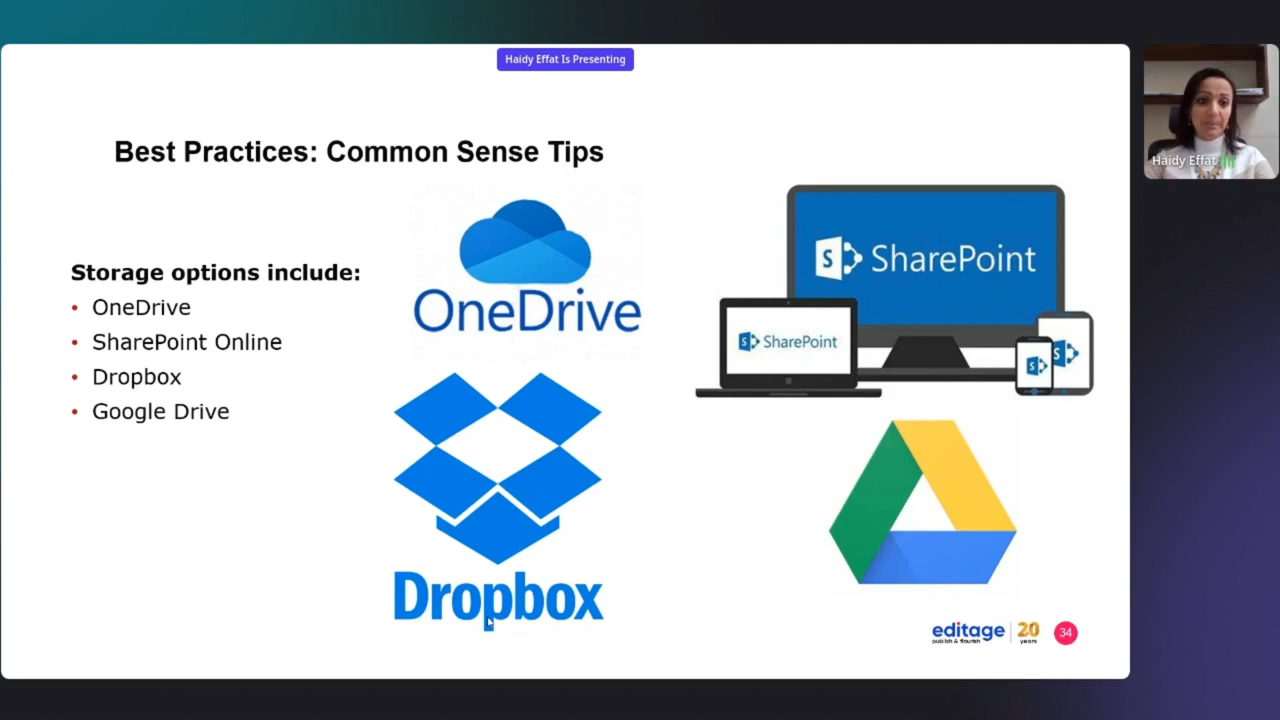 Haidy Effat Is Presenting
Haidy Effat
Best Practices: Common Sense Tips
Storage options include:
• OneDrive
• SharePoint Online
• Dropbox
• Google Drive
OneDrive
SharePoint
SharePoint
Dropbox
editage
publish & flourish
20
years
34